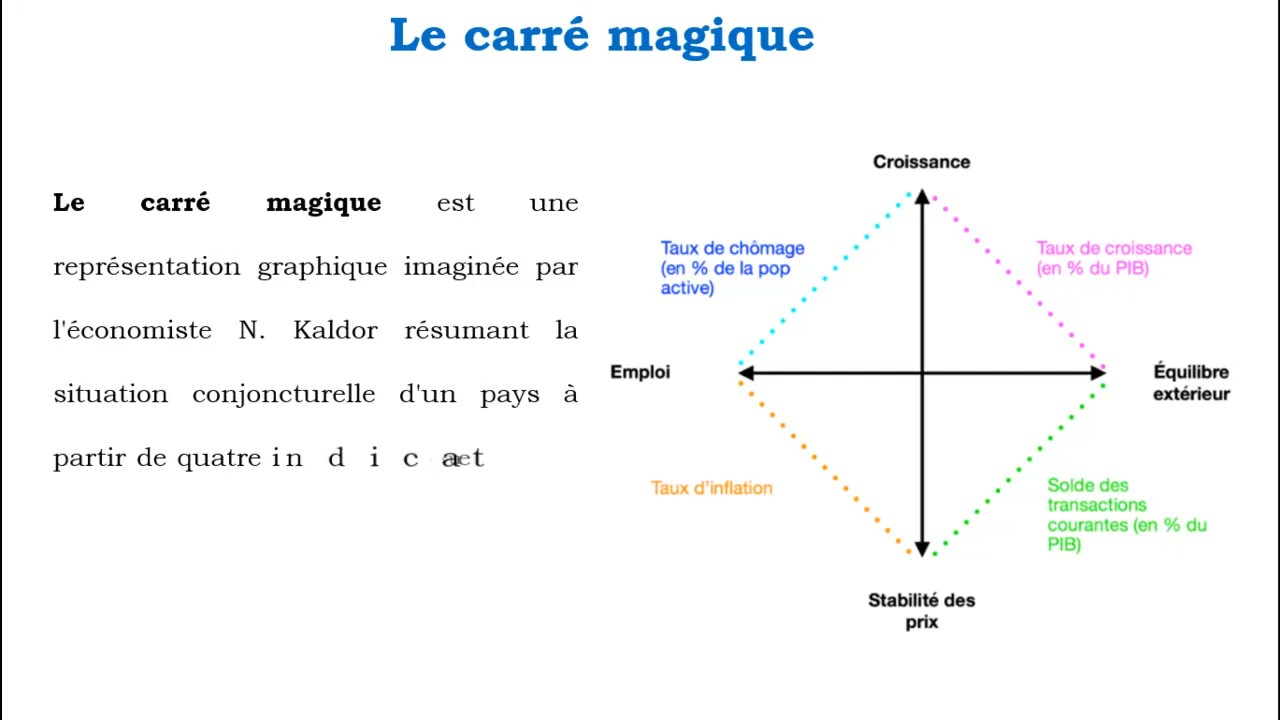 Le carré magique
Le carré magique est une
représentation graphique imaginée par
l'économiste N. Kaldor résumant la
situation conjoncturelle d'un pays à
partir de quatre
Croissance
Taux de chômage
(en % de la pop
active)
Taux de croissance
(en % du PIB)
Emploi
Équilibre
extérieur
Taux d'inflation
Solde des
transactions
courantes (en % du
PIB)
Stabilité des
prix